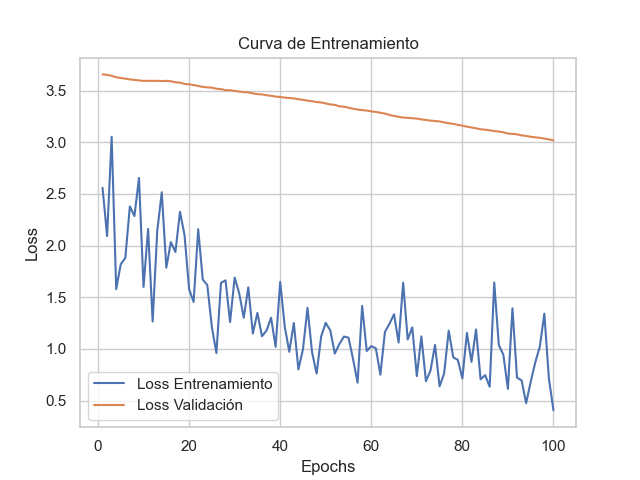 Curva de Entrenamiento
Loss
3.5
3.0
2.5
2.0
1.5
1.0
0.5
Loss Entrenamiento
Loss Validación
0 20 40 60 80 100
Epochs